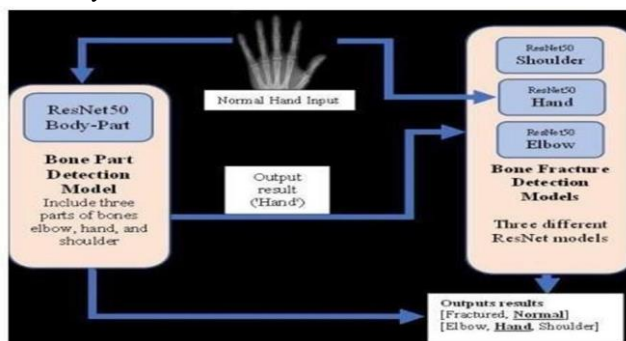 Normal Hand Input
ResNet50
Body-Part
Bone Part
Detection
Model
Include three
parts of bones
elbow, hand, and
shoulder
Output
result
('Hand')
ResNet50
Shoulder
ResNet50
Hand
ResNet50
Elbow
Bone Fracture
Detection
Models
Three different
ResNet models
Outputs results
[Fractured, Normal]
[Elbow, Hand, Shoulder]